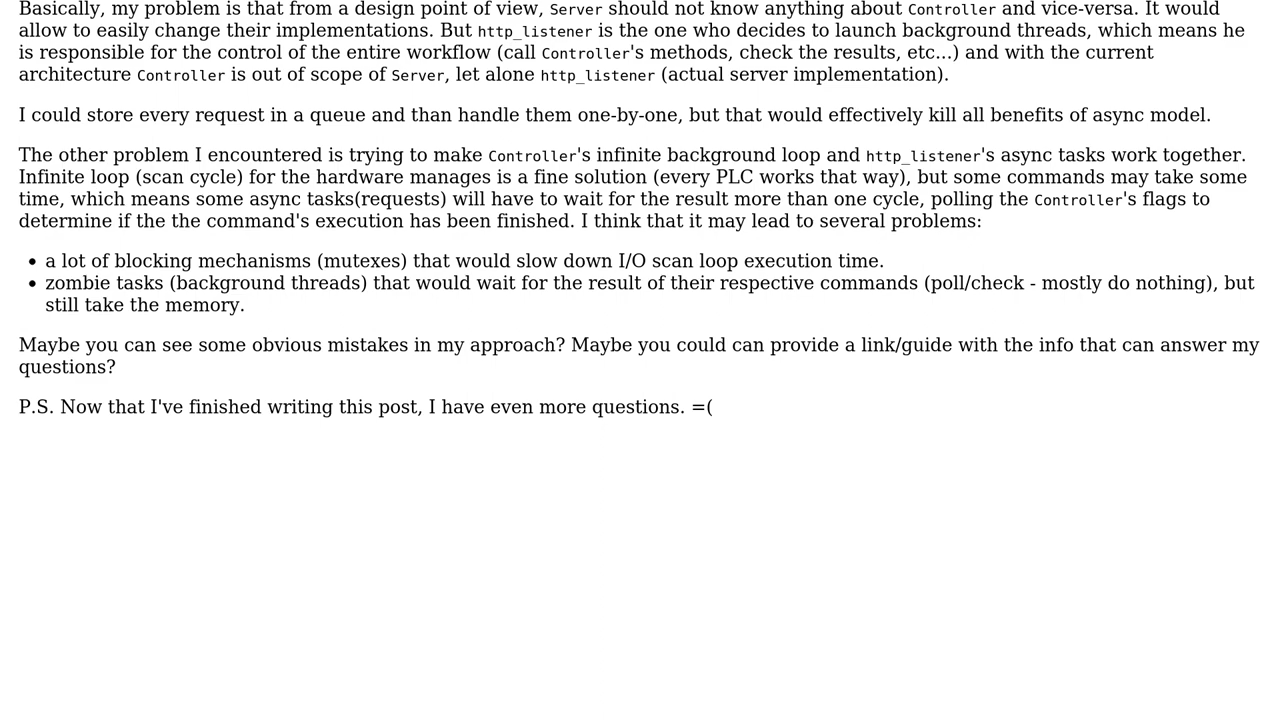 Basically, my problem is that from a design point of view, Server should not know anything about Controller and vice-versa. It would
allow to easily change their implementations. But http_listener is the one who decides to launch background threads, which means he
is responsible for the control of the entire workflow (call Controller's methods, check the results, etc...) and with the current
architecture Controller is out of scope of Server, let alone http_listener (actual server implementation).
I could store every request in a queue and than handle them one-by-one, but that would effectively kill all benefits of async model.
The other problem I encountered is trying to make Controller's infinite background loop and http_listener's async tasks work together.
Infinite loop (scan cycle) for the hardware manages is a fine solution (every PLC works that way), but some commands may take some
time, which means some async tasks(requests) will have to wait for the result more than one cycle, polling the Controller's flags to
determine if the the command's execution has been finished. I think that it may lead to several problems:
• a lot of blocking mechanisms (mutexes) that would slow down I/O scan loop execution time.
• zombie tasks (background threads) that would wait for the result of their respective commands (poll/check - mostly do nothing), but
still take the memory.
Maybe you can see some obvious mistakes in my approach? Maybe you could can provide a link/guide with the info that can answer my
questions?
P.S. Now that I've finished writing this post, I have even more questions. =(